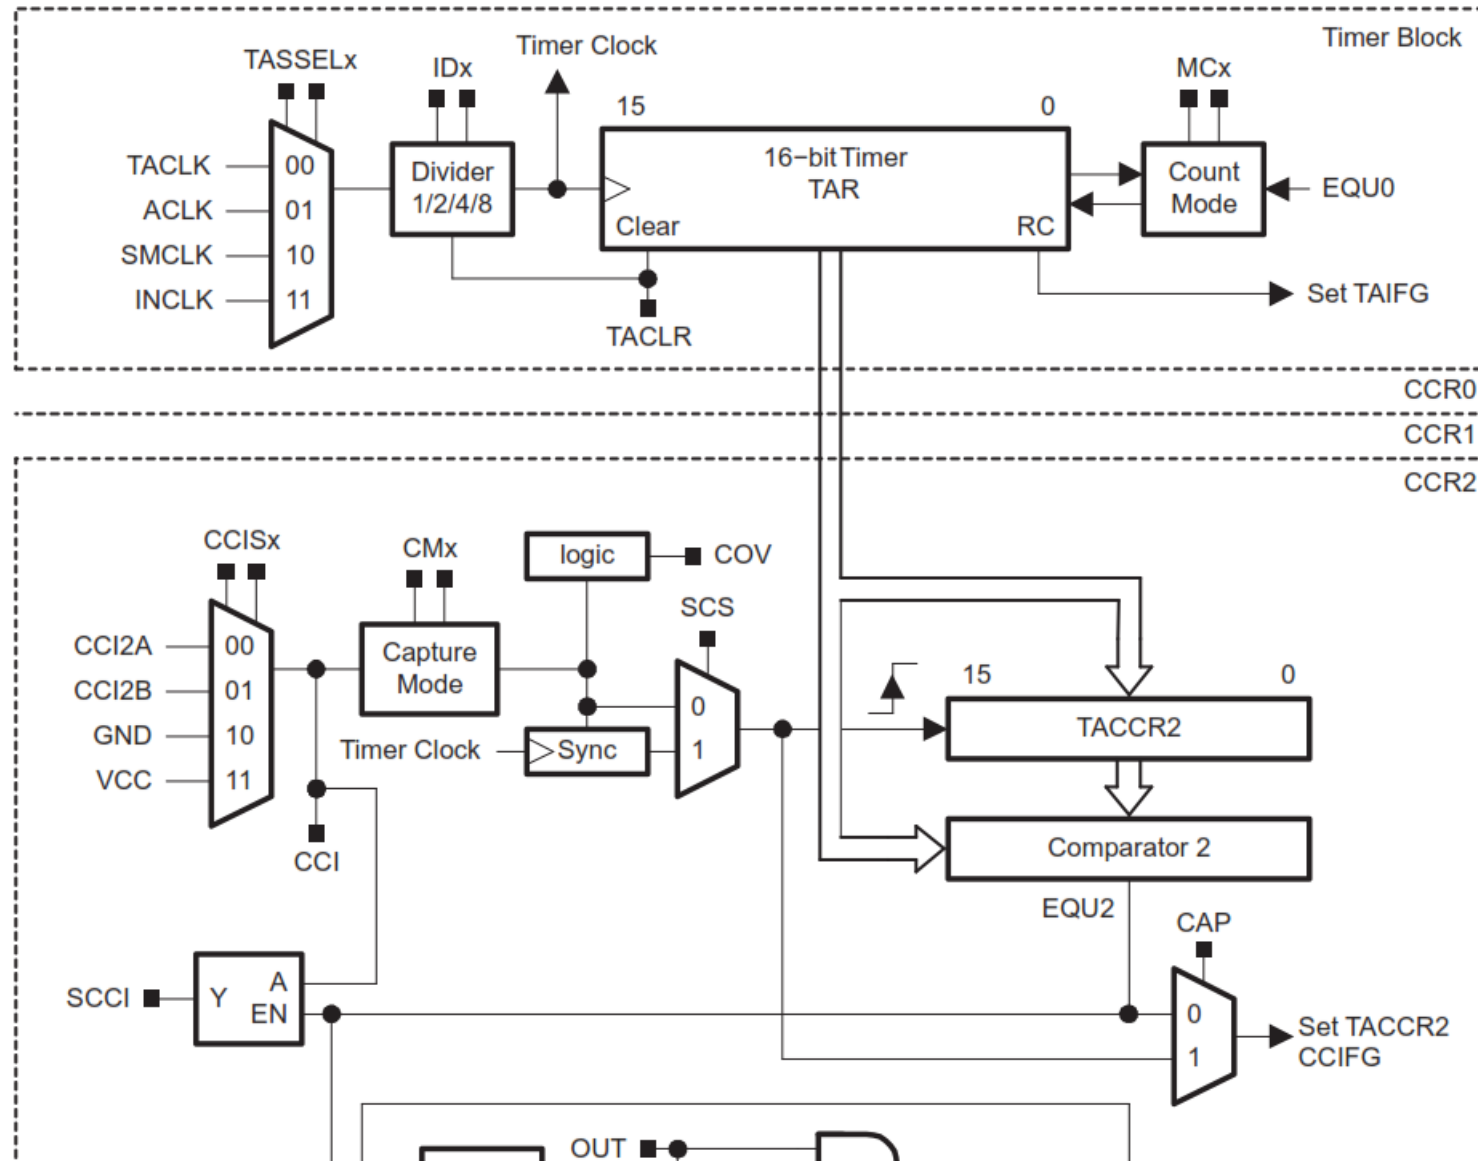 Timer Block
Timer Clock
TASSELx
IDx
MCx
15
0
TACLK
00
ACLK
01
SMCLK
10
INCLK
11
Divider
1/2/4/8
16−bit Timer
TAR
Clear
RC
Count
Mode
EQU0
Set TAIFG
TACLR
CCR0
CCR1
CCR2
CCISx
CMx
logic
COV
SCS
CCI2A
00
CCI2B
01
GND
10
VCC
11
Capture
Mode
Timer Clock
Sync
0
1
15
0
TACCR2
CCI
Comparator 2
EQU2
CAP
SCCI
Y
A
EN
0
1
Set TACCR2
CCIFG
OUT